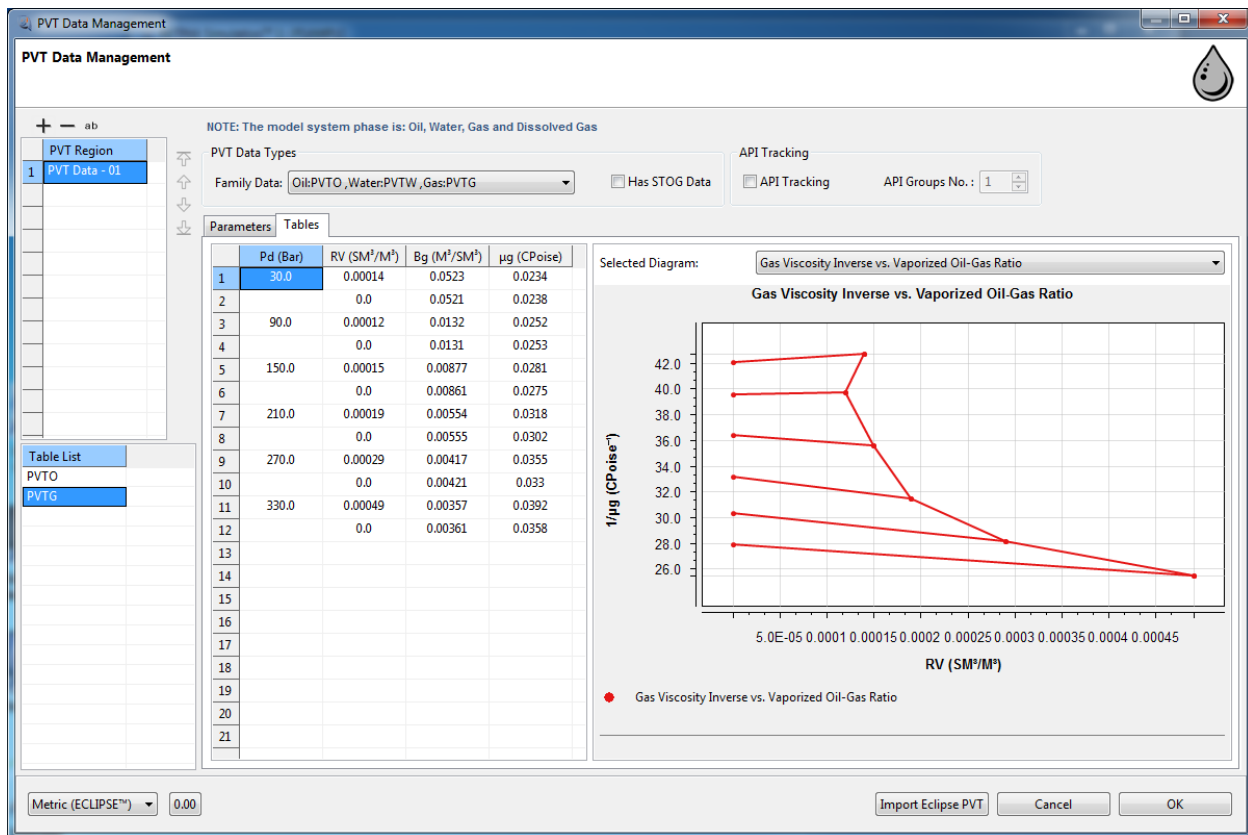 PVT Data Management
PVT Data Management
ab
NOTE: The model system phase is: Oil, Water, Gas and Dissolved Gas
PVT Region
1 PVT Data - 01
PVT Data Types
Family Data: Oil:PVTO ,Water:PVTW ,Gas:PVTG
Has STOG Data
API Tracking
API Tracking
API Groups No. : 1
Parameters Tables
Pd (Bar) RV (SM³/M³) Bg (M³/SM³) µg (CPoise)
1 30.0 0.00014 0.0523 0.0234
2 0.0 0.0521 0.0238
3 90.0 0.00012 0.0132 0.0252
4 0.0 0.0131 0.0253
5 150.0 0.00015 0.00877 0.0281
6 0.0 0.00861 0.0275
7 210.0 0.00019 0.00554 0.0318
8 0.0 0.00555 0.0302
9 270.0 0.00029 0.00417 0.0355
10 0.0 0.00421 0.033
11 330.0 0.00049 0.00357 0.0392
12 0.0 0.00361 0.0358
13
14
15
16
17
18
19
20
21
Table List
PVTO
PVTG
Selected Diagram: Gas Viscosity Inverse vs. Vaporized Oil-Gas Ratio
Gas Viscosity Inverse vs. Vaporized Oil-Gas Ratio
42.0
40.0
38.0
36.0
34.0
32.0
30.0
28.0
26.0
1/µg (CPoise⁻¹)
5.0E-05 0.0001 0.00015 0.0002 0.00025 0.0003 0.00035 0.0004 0.00045
RV (SM³/M³)
Gas Viscosity Inverse vs. Vaporized Oil-Gas Ratio
Metric (ECLIPSE™) 0.00
Import Eclipse PVT Cancel OK